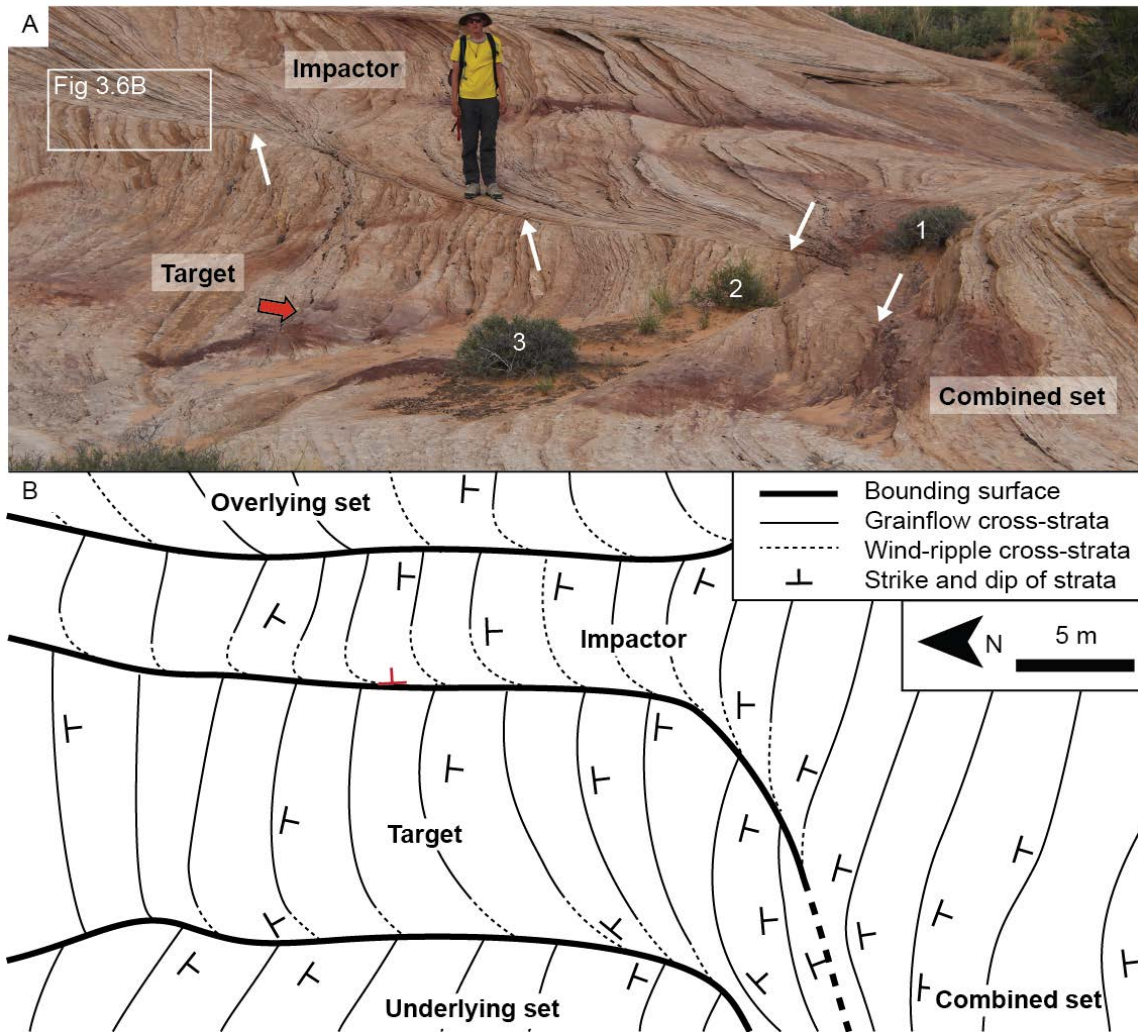 A
Impactor
Fig 3.6B
Target
1
2
3
Combined set
B
Overlying set
Bounding surface
Grainflow cross-strata
Wind-ripple cross-strata
Strike and dip of strata
N
5 m
Impactor
Target
Underlying set
Combined set